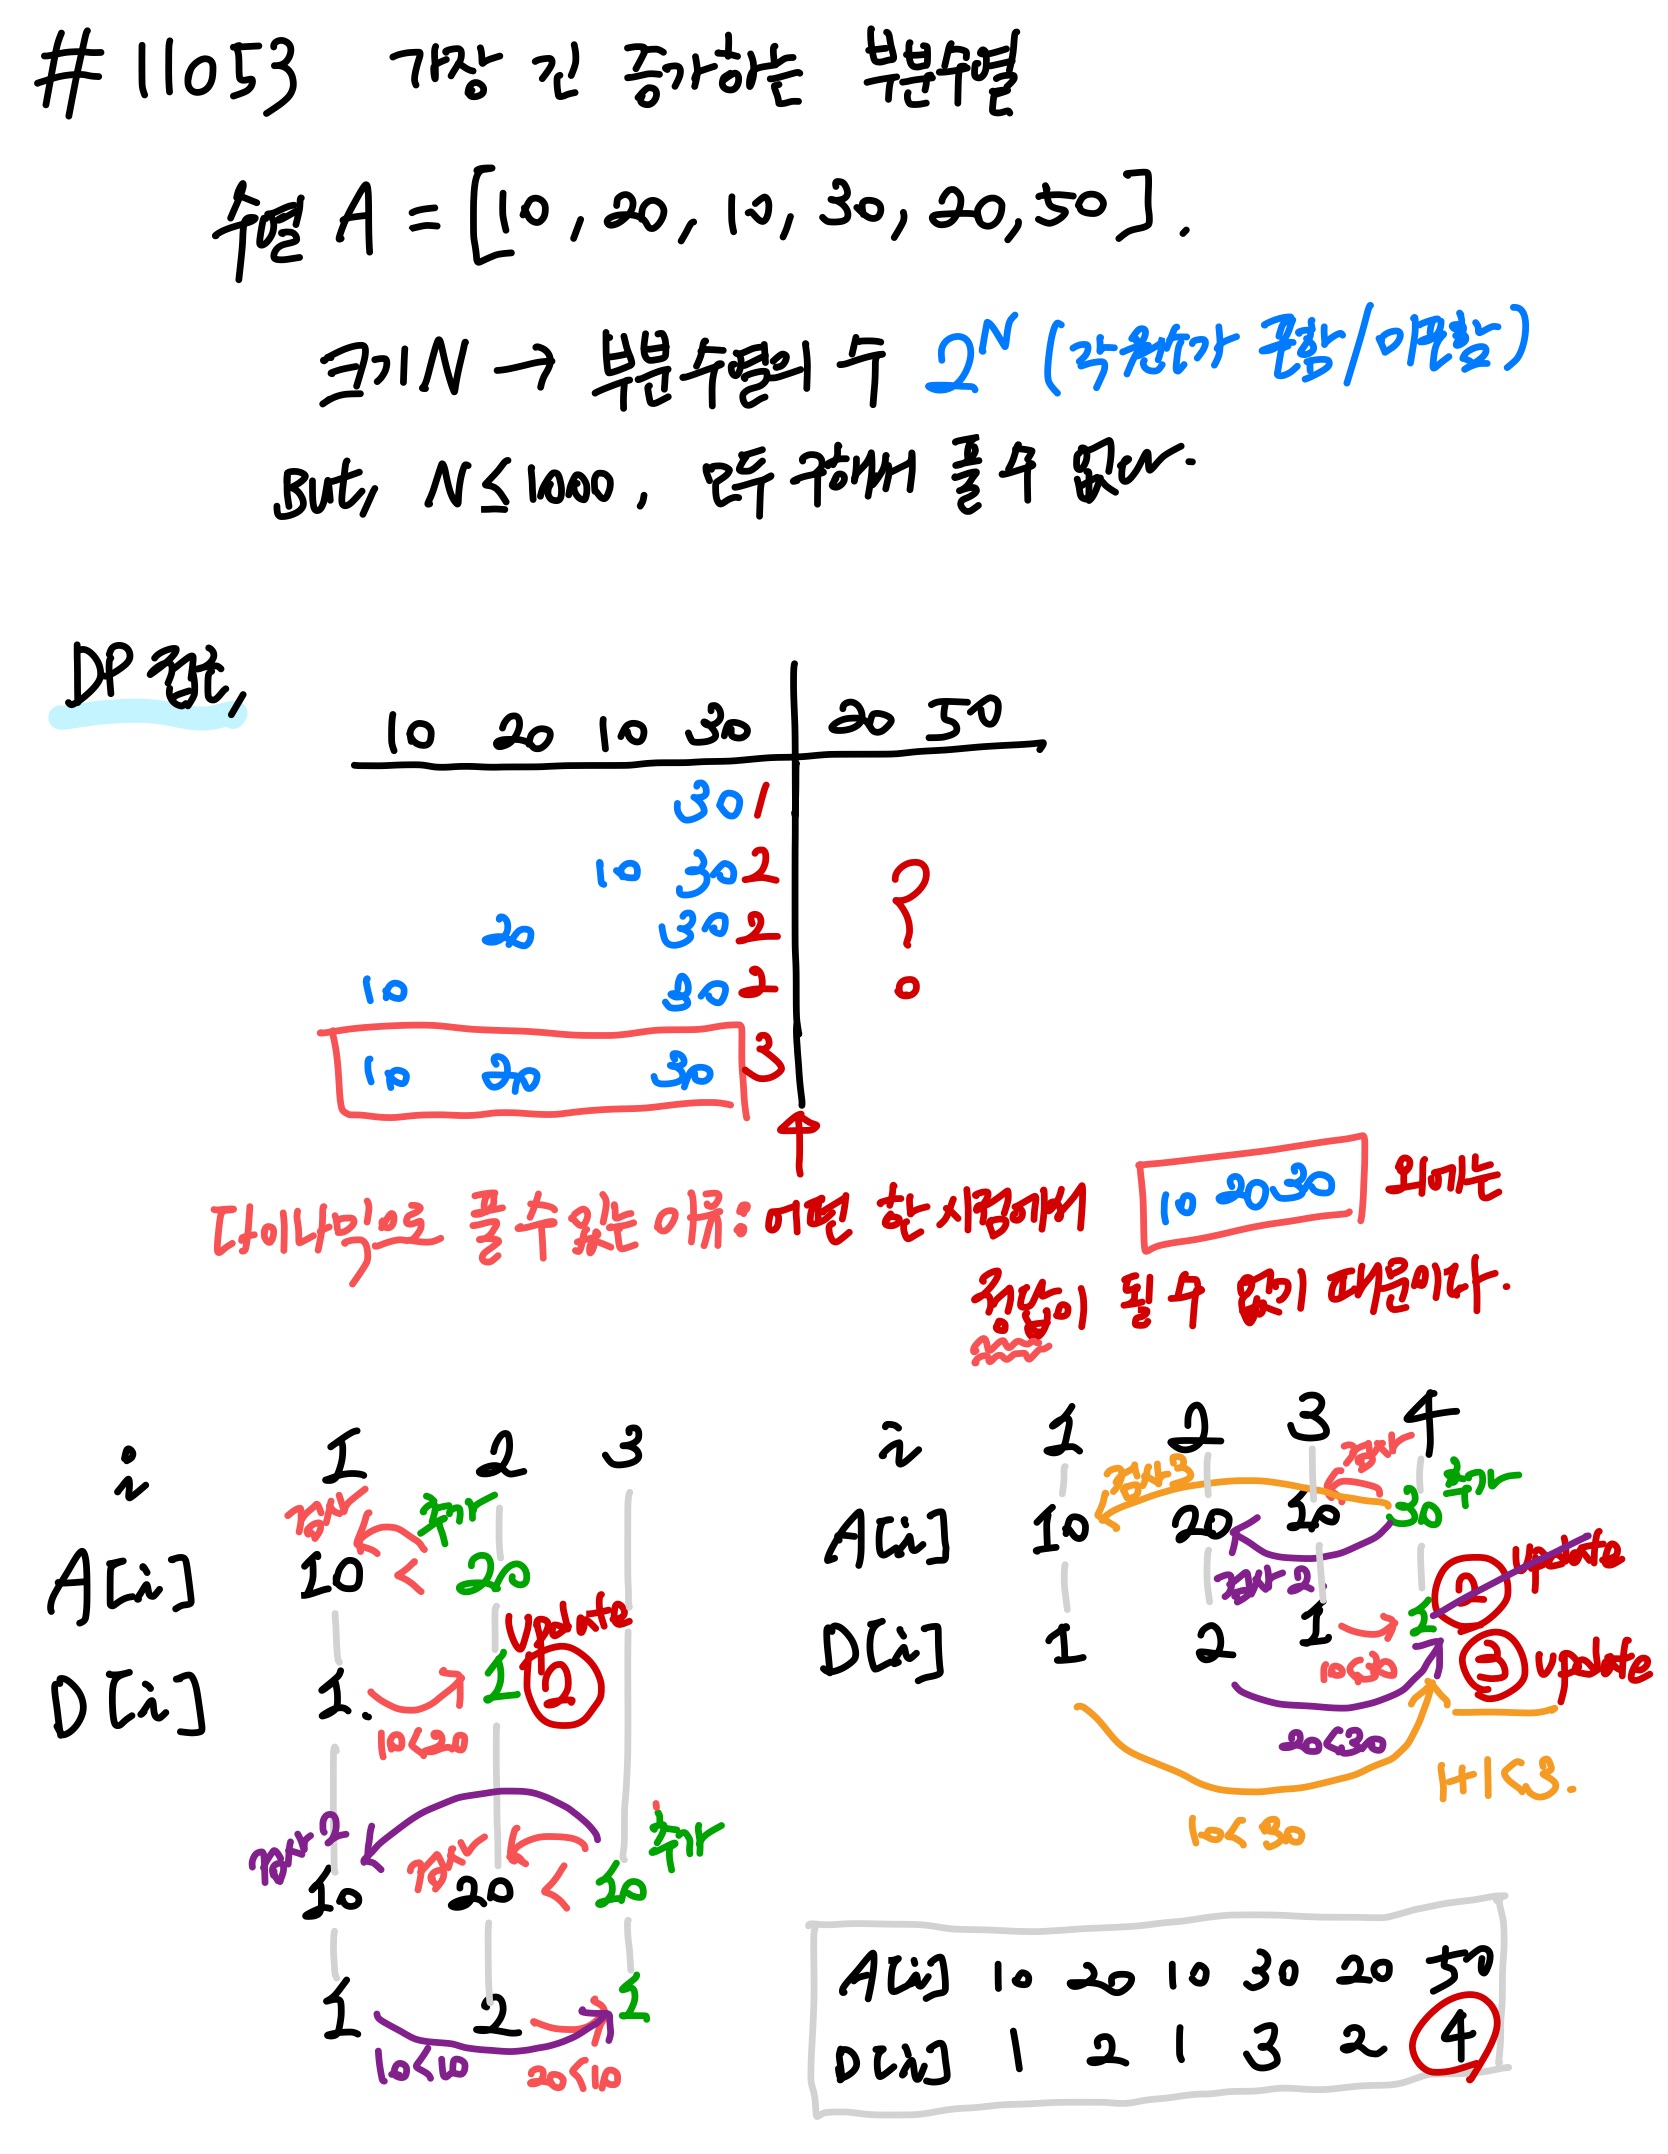 #11053 가장 긴 증가하는 부분수열
수열 A = [10, 20, 10, 30, 20, 50].
크기 N → 부분수열의 수 2^N (각 원소가 포함/미포함)
But, N ≤ 1000, 모두 구해서 풀 수 없다.
DP 접근,
10 20 10 30 20 50
30 1
10 30 2
20 30 2
10 30 2
10 20 30 3
?
다이나믹으로 풀 수 있는 이유: 어떤 한 시점에서 10 20 30 외에는
정답이 될 수 없기 때문이다.
i 1 2 3
검사 추가
A[i] 10 < 20
update
D[i] 1 1 2
10<20
검사2 검사 추가
10 20 < 10
1 2 1
10<10 20<10
i 1 2 3 4
검사3 검사 추가
A[i] 10 20 10 30
검사 2
2 update
D[i] 1 2 1 1
10<30 3 update
20<30
1+1<3.
10<30
A[i] 10 20 10 30 20 50
D[i] 1 2 1 3 2 4